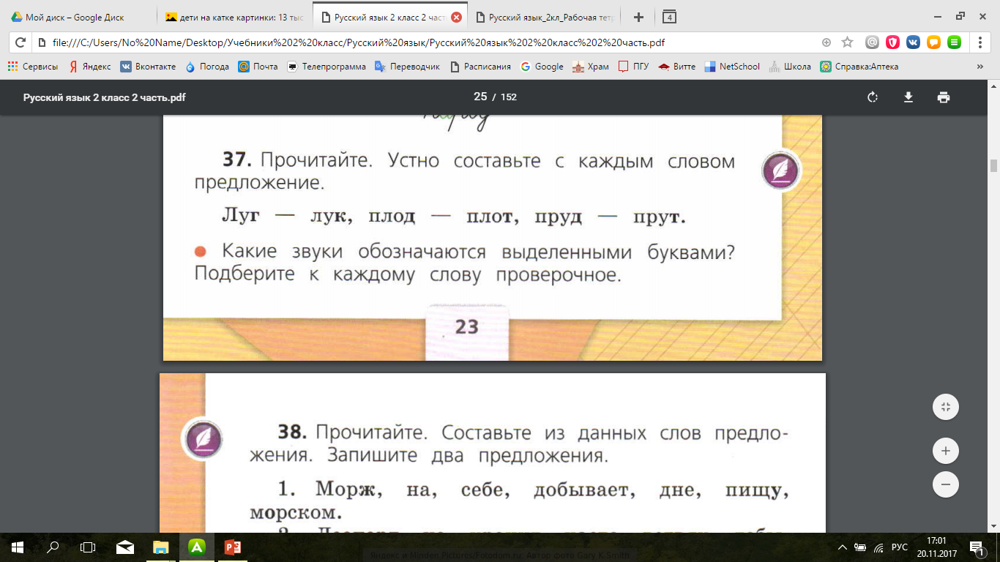 Мой диск – Google Диск
дети на катке картинки: 13 тыс
Русский язык 2 класс 2 част
Русский язык_2кл_Рабочая тетр
4
file:///C:/Users/No%20Name/Desktop/Учебники%202%20класс/Русский%20язык/Русский%20язык%202%20класс%202%20часть.pdf
Сервисы Яндекс Вконтакте Погода Почта Телепрограмма Переводчик Расписания Google Храм ПГУ Витте NetSchool Школа Справка:Аптека »
Русский язык 2 класс 2 часть.pdf 25 / 152
37. Прочитайте. Устно составьте с каждым словом
предложение.
Луг — лук, плод — плот, пруд — прут.
Какие звуки обозначаются выделенными буквами?
Подберите к каждому слову проверочное.
23
38. Прочитайте. Составьте из данных слов предло-
жения. Запишите два предложения.
1. Морж, на, себе, добывает, дне, пищу,
морском.
РУС
17:01
20.11.2017
1